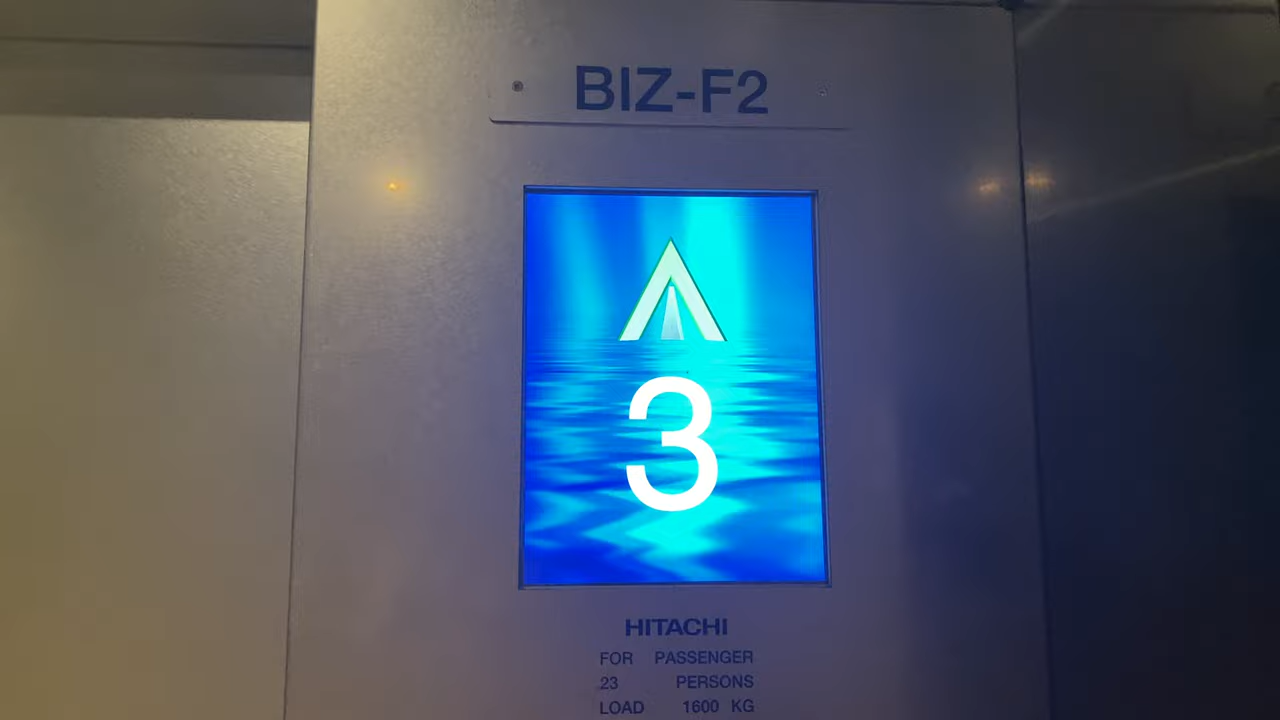 BIZ-F2
3
HITACHI
FOR PASSENGER
23 PERSONS
LOAD 1600 KG